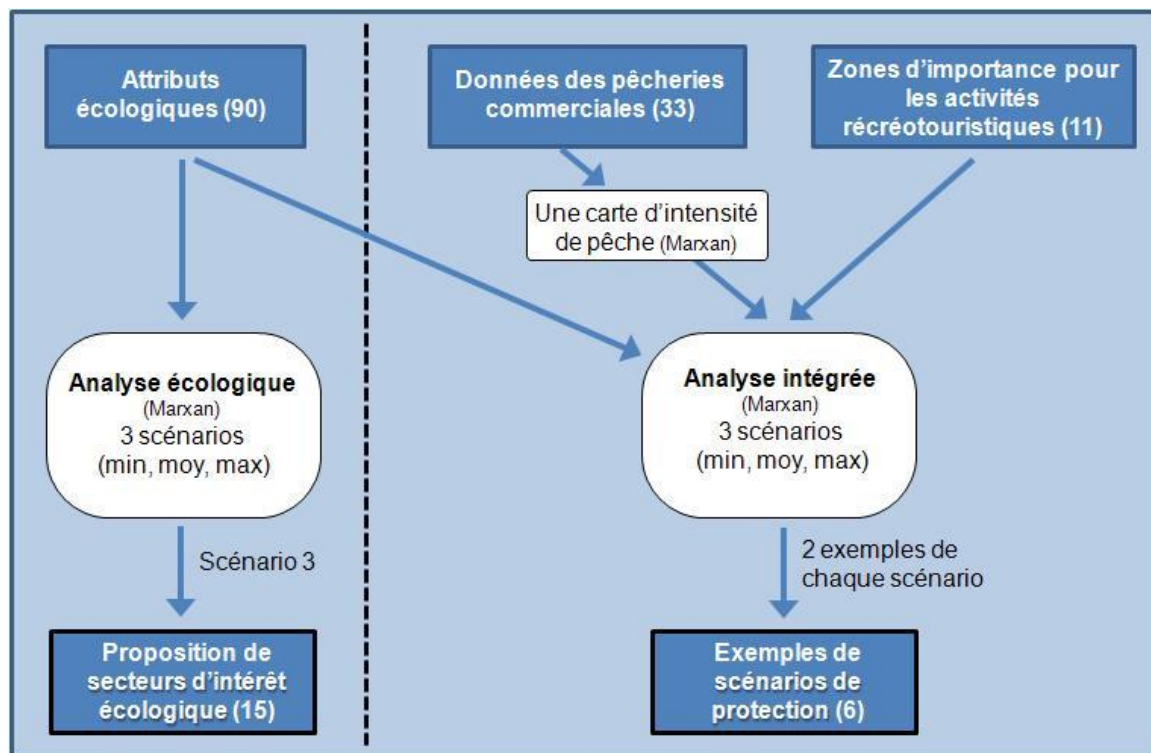 Attributs
écologiques (90)
Données des pêcheries
commerciales (33)
Zones d'importance pour
les activités
récréotouristiques (11)
Une carte d'intensité
de pêche (Marxan)
Analyse écologique
(Marxan)
3 scénarios
(min, moy, max)
Analyse intégrée
(Marxan)
3 scénarios
(min, moy, max)
Scénario 3
2 exemples de
chaque scénario
Proposition de
secteurs d'intérêt
écologique (15)
Exemples de
scénarios de
protection (6)